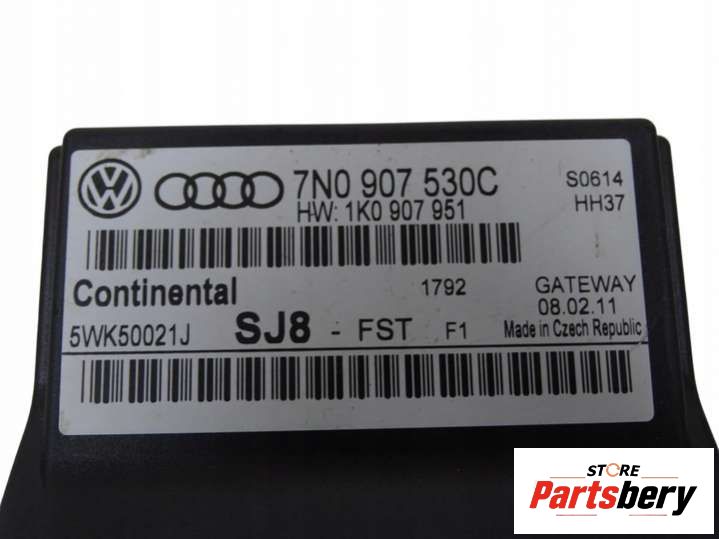 7N0 907 530C
HW: 1K0 907 951
S0614
HH37
Continental
1792
GATEWAY
08.02.11
5WK50021J
SJ8 - FST F1
Made in Czech Republic
STORE
Partsbery